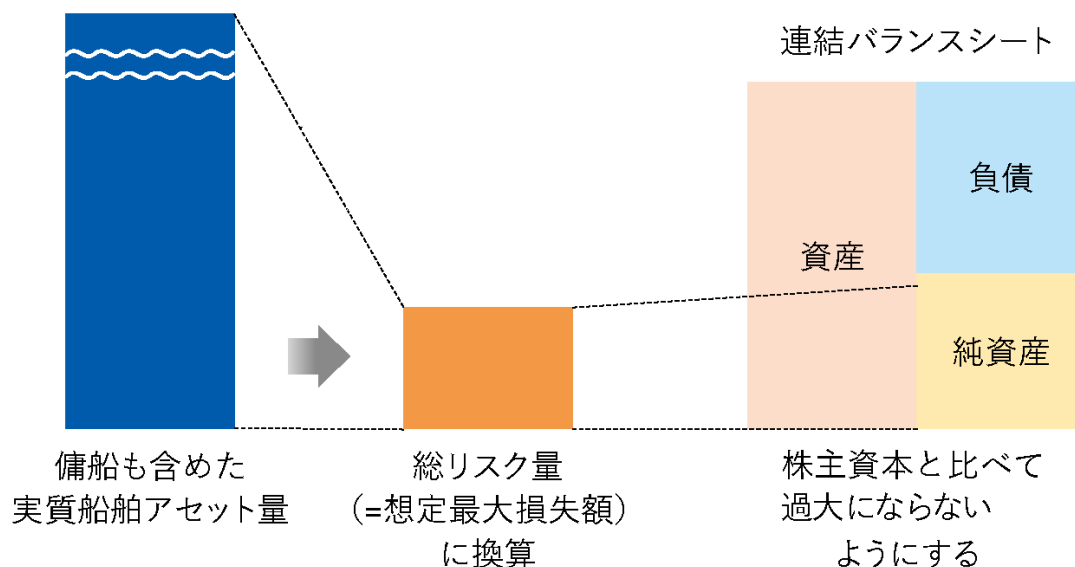 連結バランスシート
負債
資産
純資産
傭船も含めた
実質船舶アセット量
総リスク量
(=想定最大損失額)
に換算
株主資本と比べて
過大にならない
ようにする